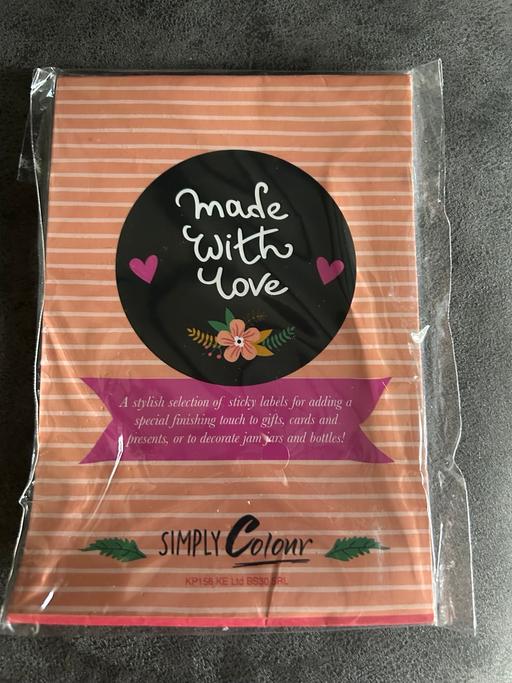 made
with
love
A stylish selection of sticky labels for adding a
special finishing touch to gifts, cards and
presents, or to decorate jam jars and bottles!
SIMPLY Colour
KP156 KE Ltd BS30 5RL